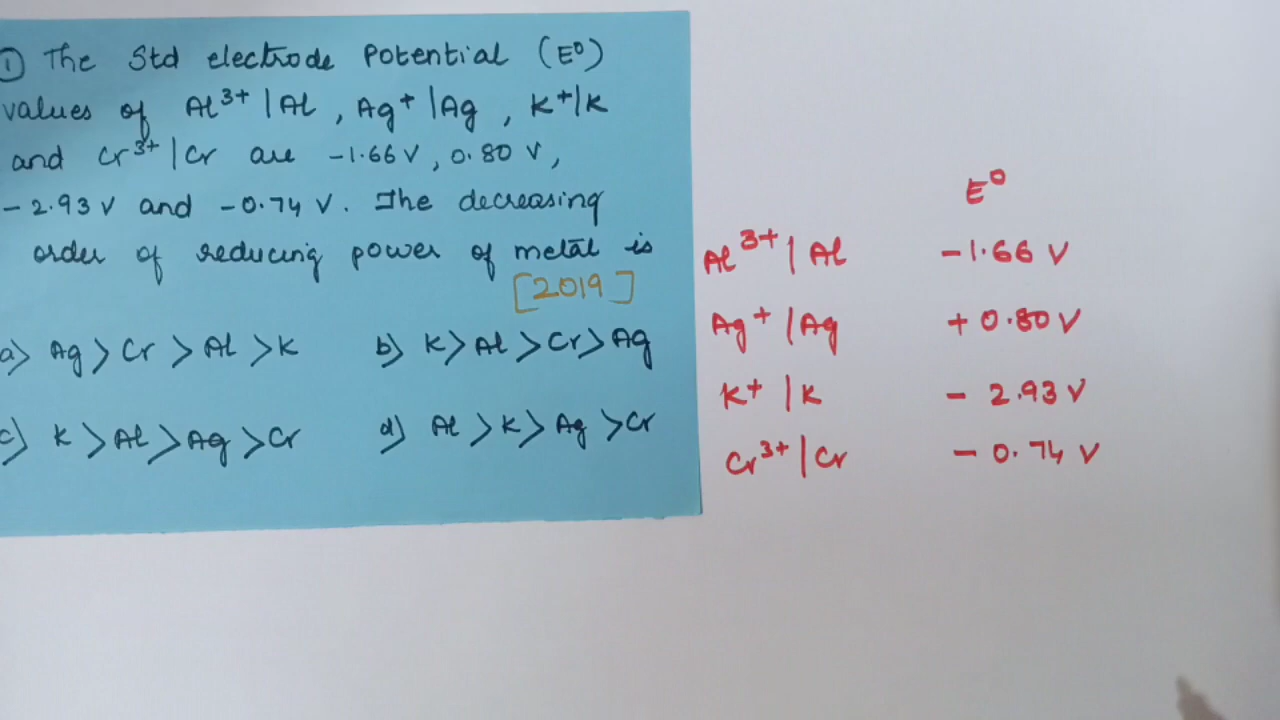 ① The Std electrode Potential (E⁰)
values of Al³⁺|Al, Ag⁺|Ag, K⁺|K
and Cr³⁺|Cr are -1.66 V, 0.80 V,
-2.93 V and -0.74 V. The decreasing
order of reducing power of metal is
[2019]
a) Ag > Cr > Al > K b) K > Al > Cr > Ag
c) K > Al > Ag > Cr d) Al > K > Ag > Cr
E⁰
Al³⁺|Al -1.66 V
Ag⁺|Ag +0.80 V
K⁺|K -2.93 V
Cr³⁺|Cr -0.74 V